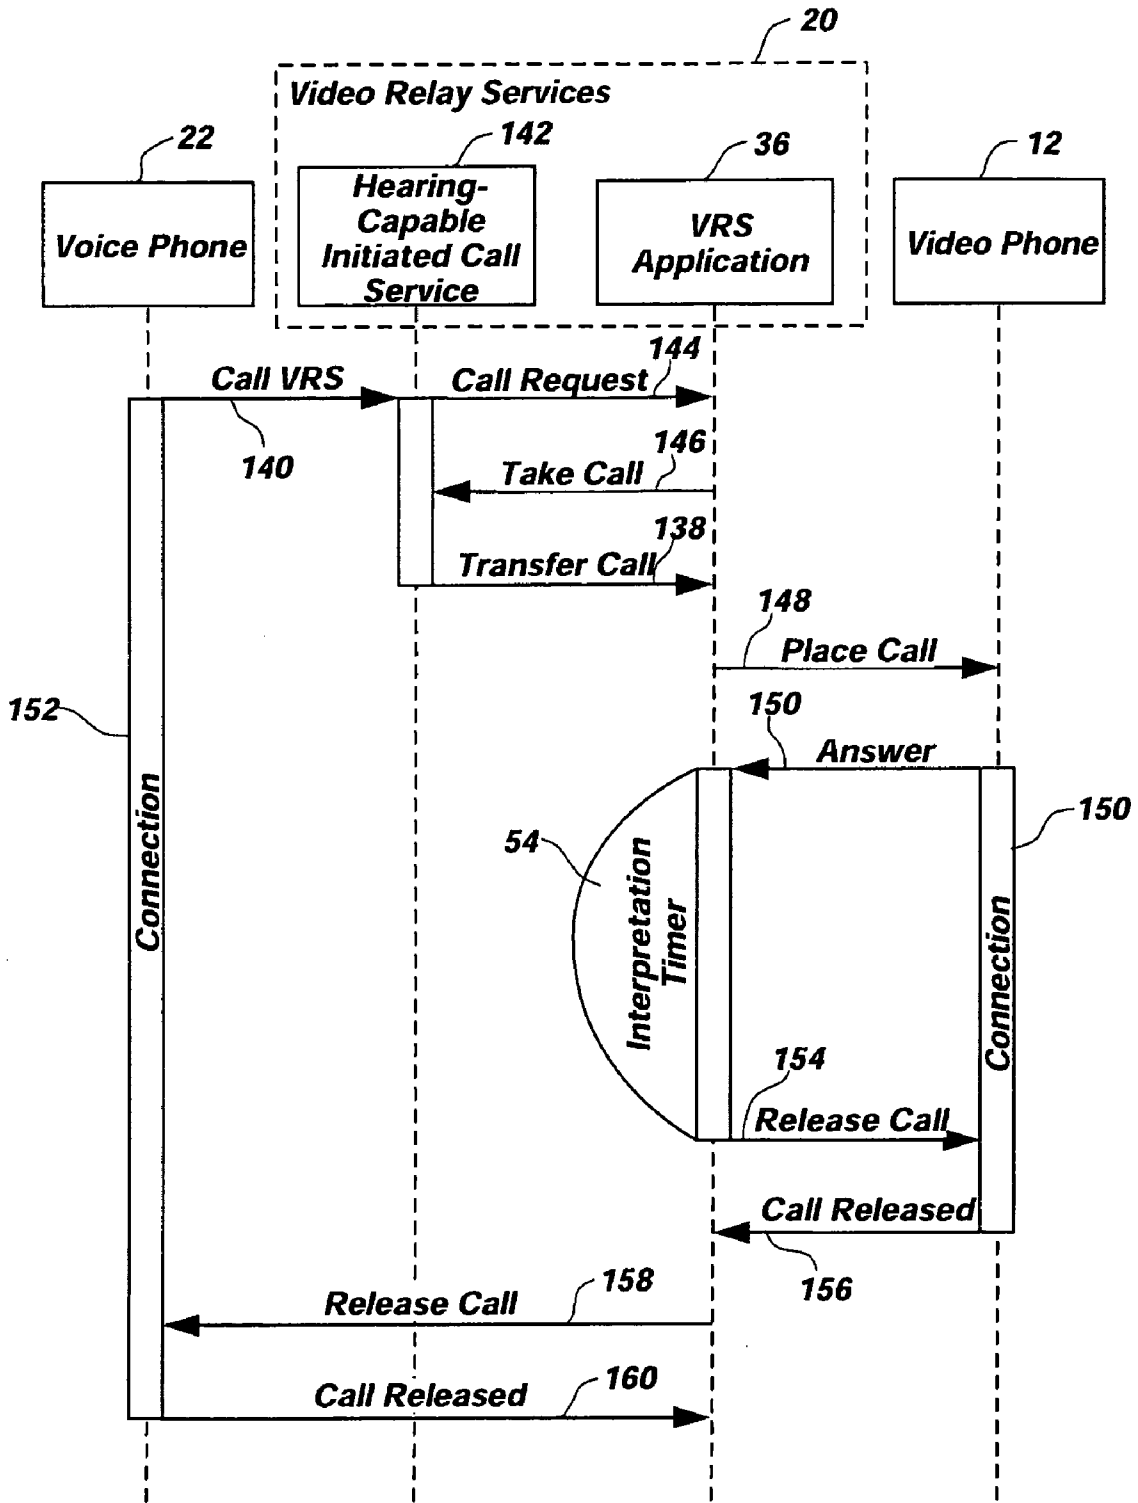 20
Video Relay Services
22
142
36
12
Voice Phone
Hearing-
Capable
Initiated Call
Service
VRS
Application
Video Phone
144
Call VRS
Call Request
140
146
Take Call
138
Transfer Call
148
Place Call
152
150
Answer
150
54
Connection
Interpretation
Timer
Connection
154
Release Call
Call Released
156
158
Release Call
160
Call Released